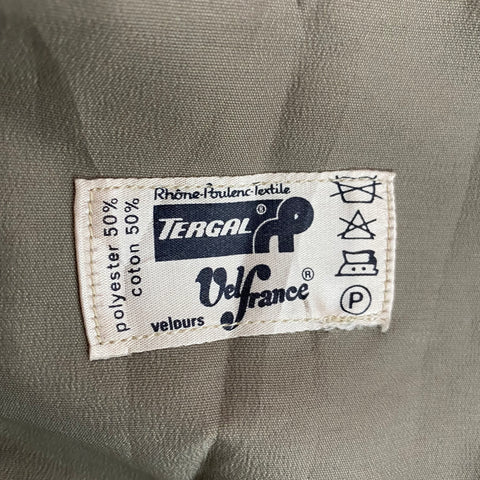 polyester 50%
coton 50%
Rhône-Poulenc-Textile
TERGAL®
Velfrance®
velours
P